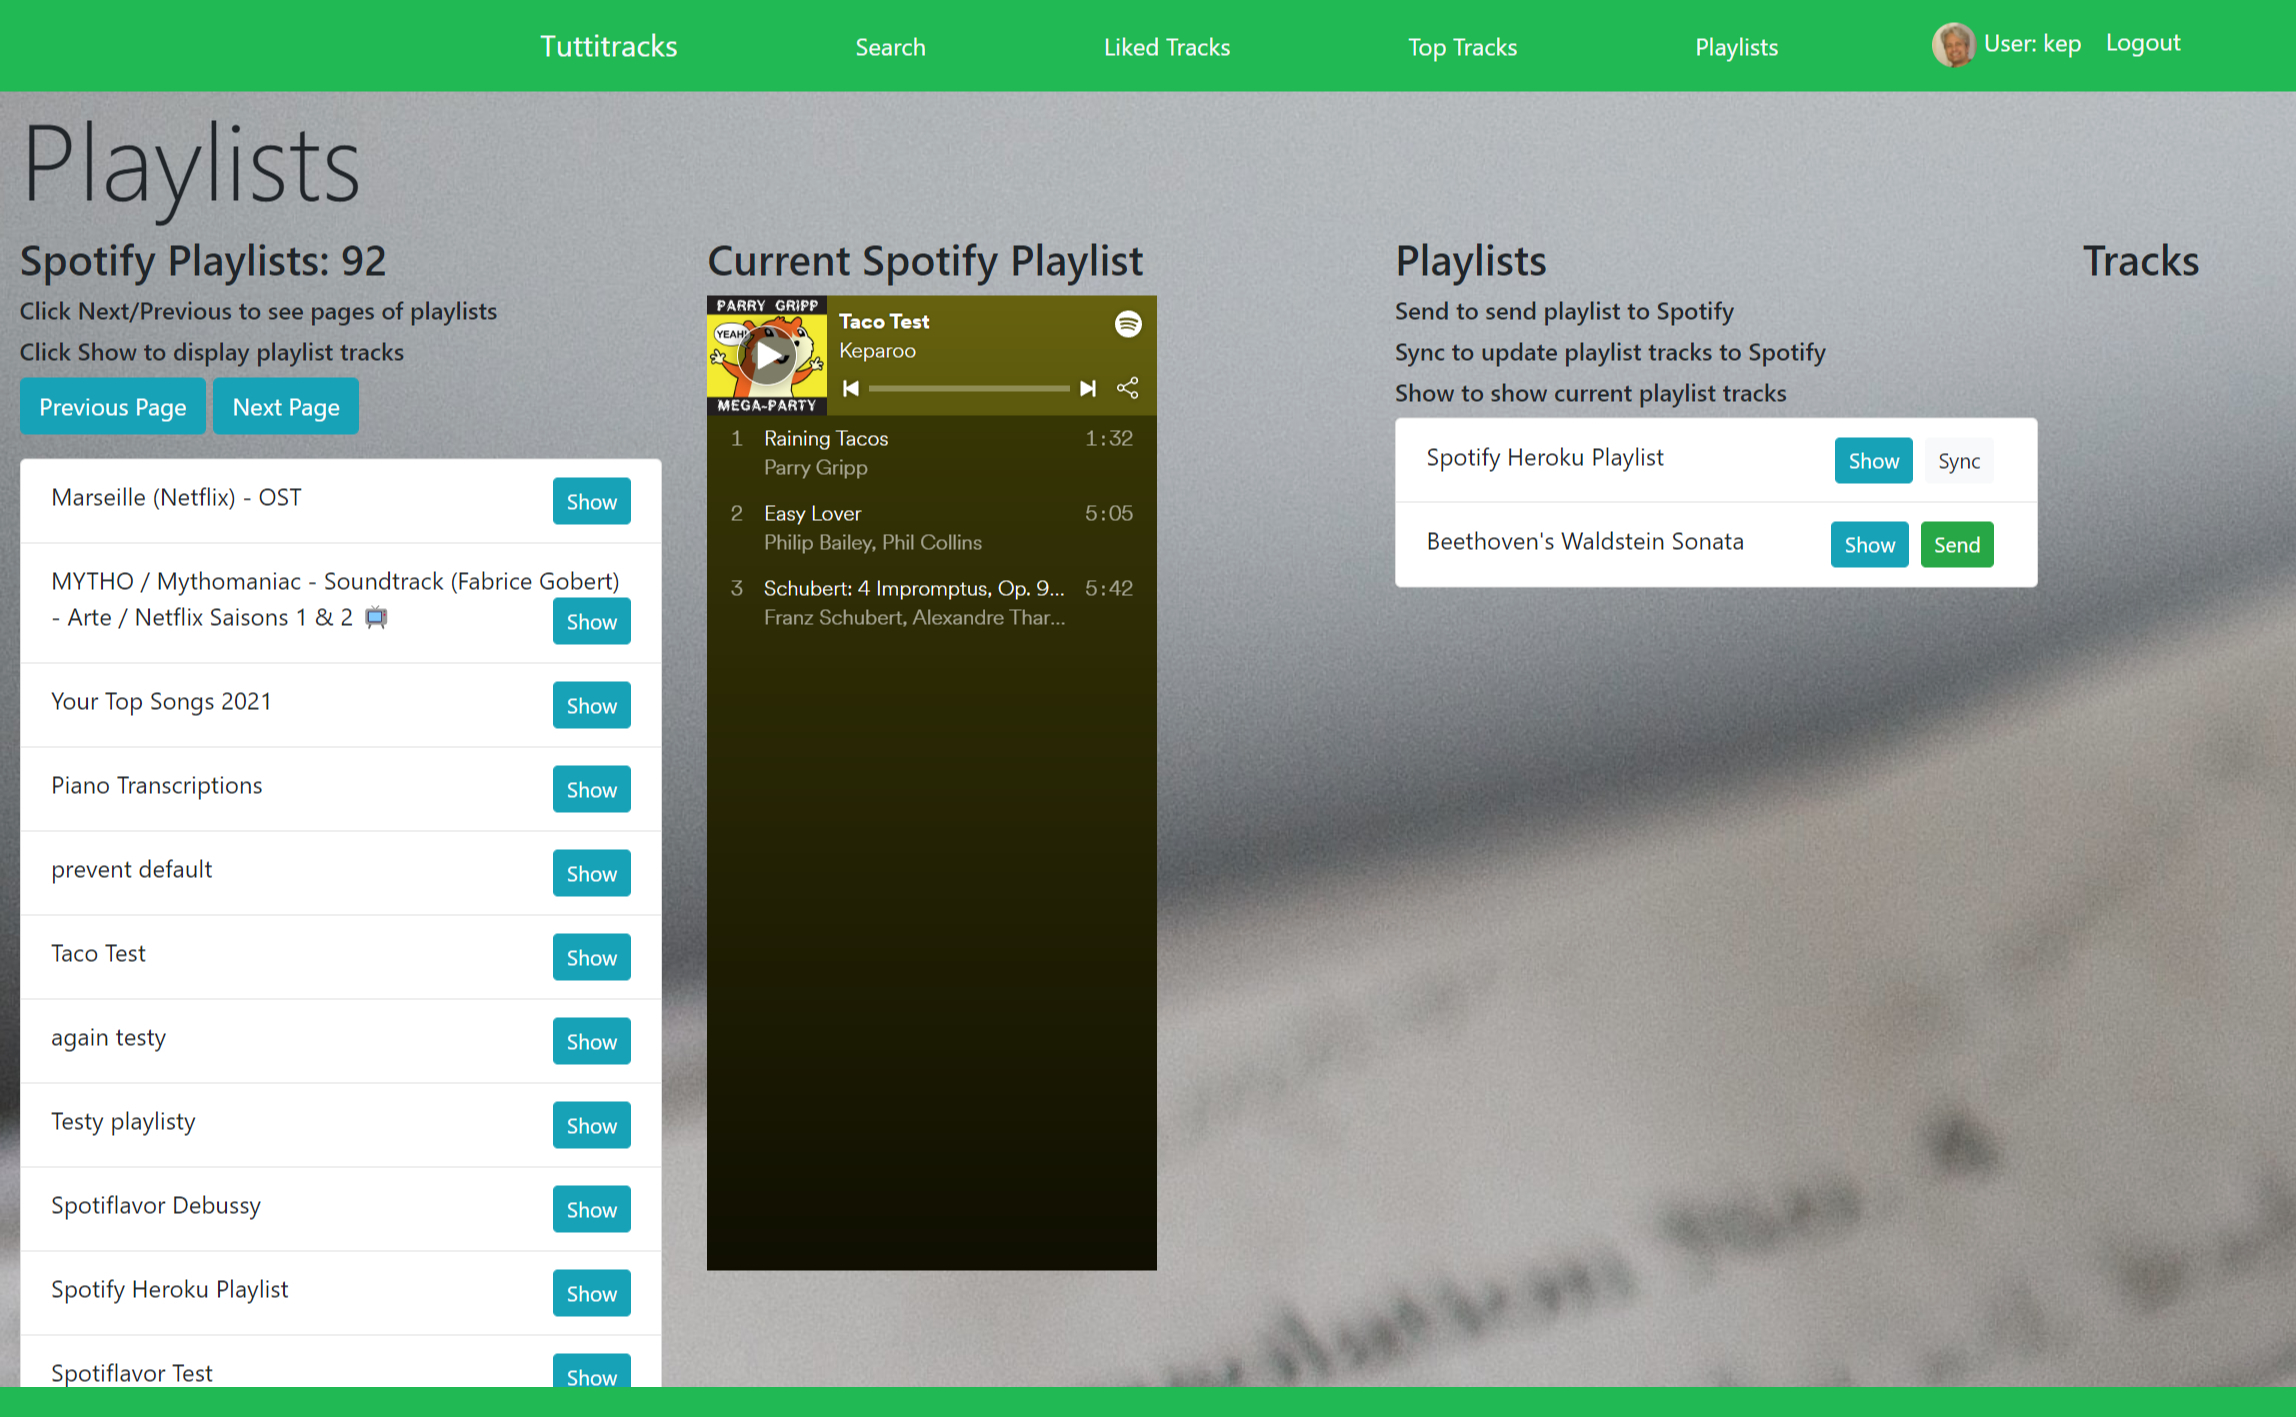 Tuttitracks
Search
Liked Tracks
Top Tracks
Playlists
User: kep
Logout
Playlists
Spotify Playlists: 92
Click Next/Previous to see pages of playlists
Click Show to display playlist tracks
Previous Page
Next Page
Marseille (Netflix) - OST
Show
MYTHO / Mythomaniac - Soundtrack (Fabrice Gobert)
- Arte / Netflix Saisons 1 & 2 📺
Show
Your Top Songs 2021
Show
Piano Transcriptions
Show
prevent default
Show
Taco Test
Show
again testy
Show
Testy playlisty
Show
Spotiflavor Debussy
Show
Spotify Heroku Playlist
Show
Spotiflavor Test
Show
Current Spotify Playlist
PARRY GRIPP
YEAH!
MEGA-PARTY
Taco Test
Keparoo
1 Raining Tacos 1:32
Parry Gripp
2 Easy Lover 5:05
Philip Bailey, Phil Collins
3 Schubert: 4 Impromptus, Op. 9... 5:42
Franz Schubert, Alexandre Thar...
Playlists
Send to send playlist to Spotify
Sync to update playlist tracks to Spotify
Show to show current playlist tracks
Spotify Heroku Playlist
Show
Sync
Beethoven's Waldstein Sonata
Show
Send
Tracks